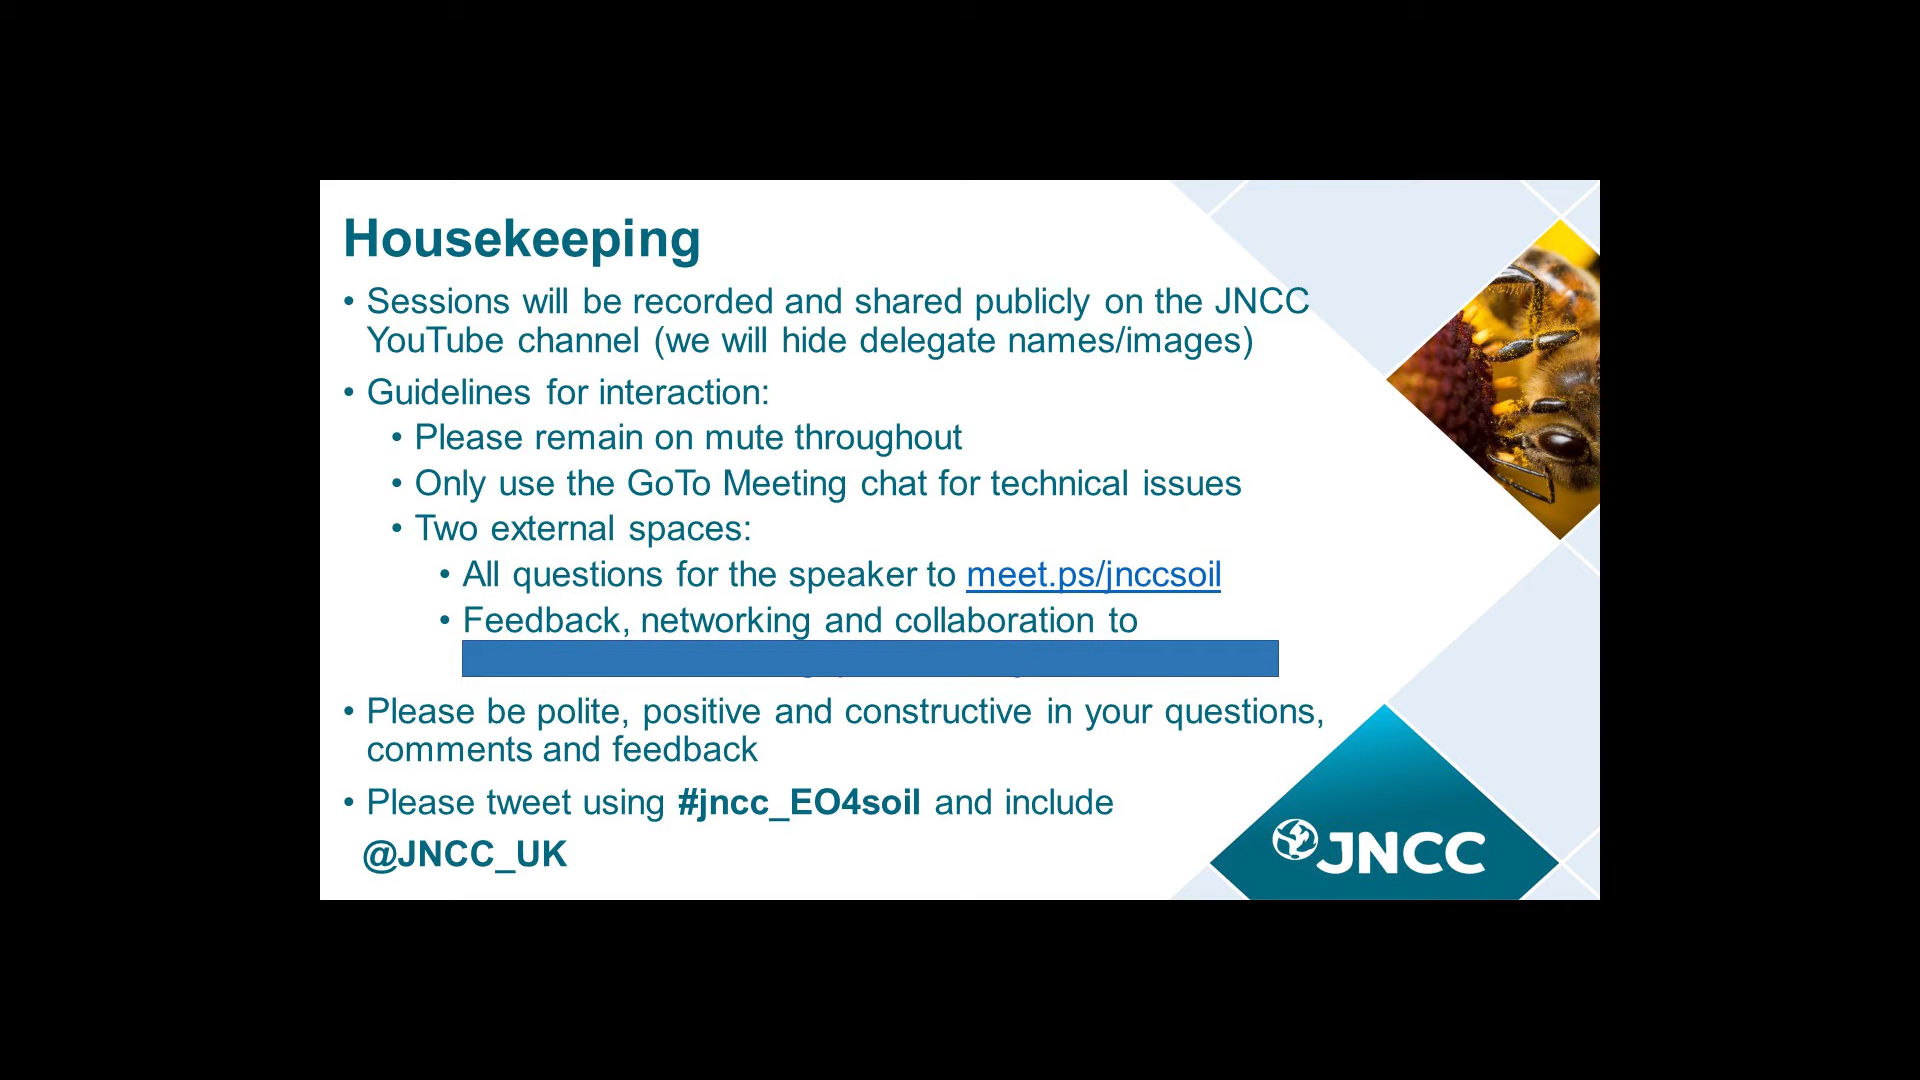 Housekeeping
• Sessions will be recorded and shared publicly on the JNCC
YouTube channel (we will hide delegate names/images)
• Guidelines for interaction:
• Please remain on mute throughout
• Only use the GoTo Meeting chat for technical issues
• Two external spaces:
• All questions for the speaker to meet.ps/jnccsoil
• Feedback, networking and collaboration to
• Please be polite, positive and constructive in your questions,
comments and feedback
• Please tweet using #jncc_EO4soil and include
@JNCC_UK
JNCC